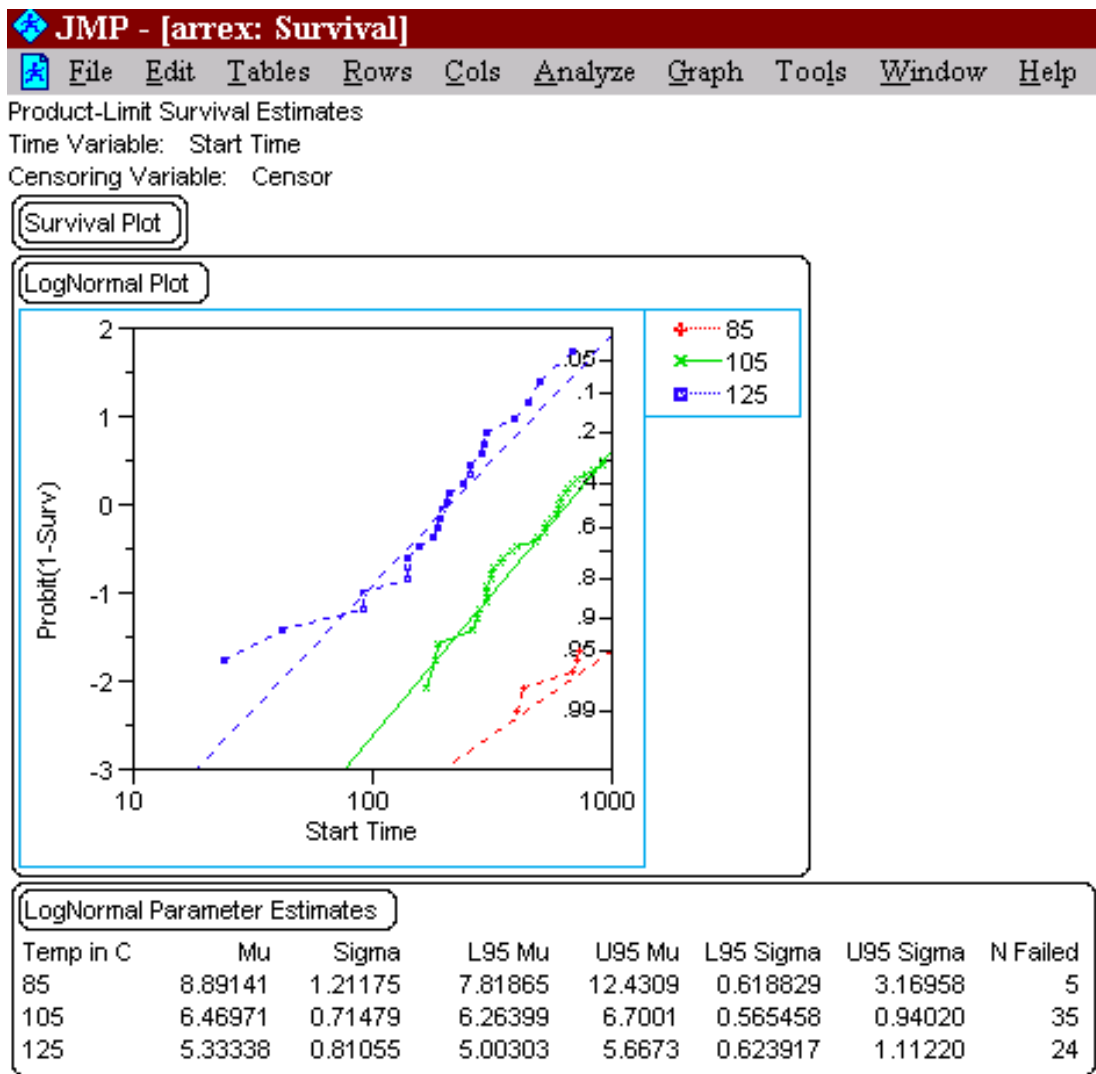 JMP - [arrex: Survival]
File Edit Tables Rows Cols Analyze Graph Tools Window Help
Product-Limit Survival Estimates
Time Variable: Start Time
Censoring Variable: Censor
Survival Plot
LogNormal Plot
2
1
0
-1
-2
-3
Probit(1-Surv)
.05
.1
.2
.4
.6
.8
.9
.95
.99
10 100 1000
Start Time
85
105
125
LogNormal Parameter Estimates
Temp in C Mu Sigma L95 Mu U95 Mu L95 Sigma U95 Sigma N Failed
85 8.89141 1.21175 7.81865 12.4309 0.618829 3.16958 5
105 6.46971 0.71479 6.26399 6.7001 0.565458 0.94020 35
125 5.33338 0.81055 5.00303 5.6673 0.623917 1.11220 24